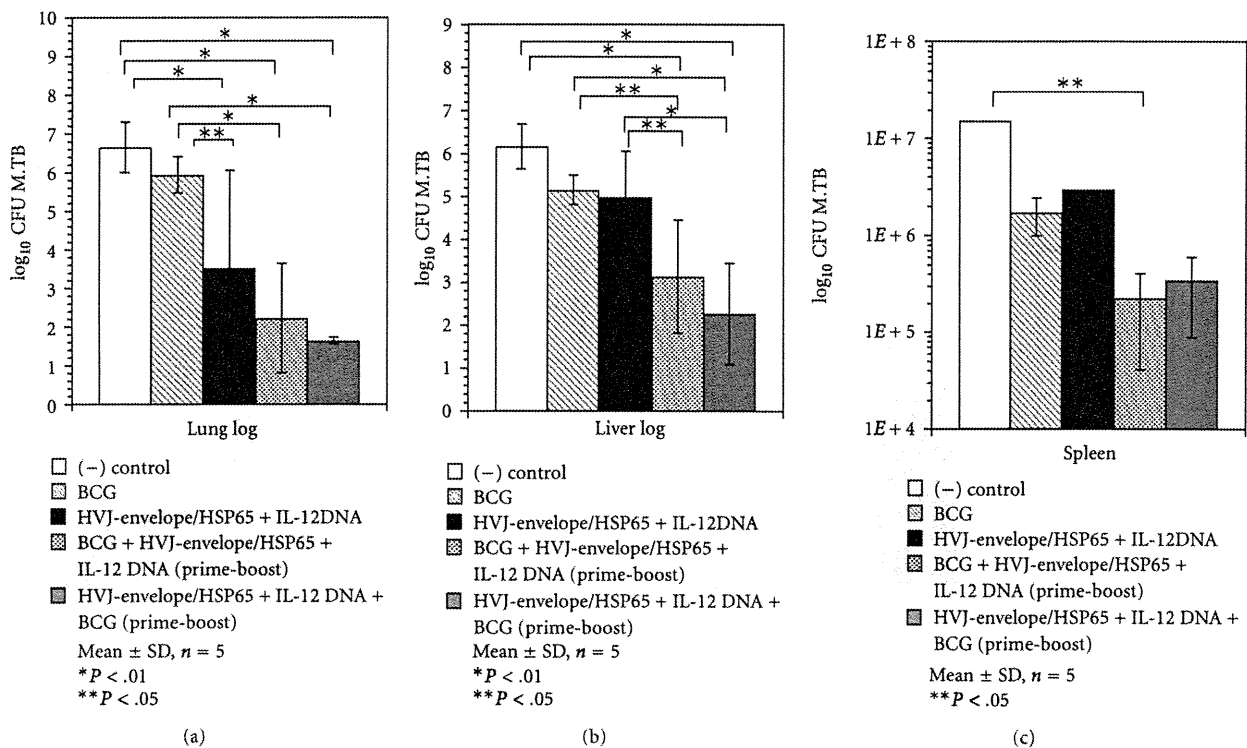 10
9
8
7
6
5
4
3
2
1
0
log10 CFU M.TB
*
*
*
*
*
**
Lung log
(−) control
BCG
HVJ-envelope/HSP65 + IL-12DNA
BCG + HVJ-envelope/HSP65 +
IL-12 DNA (prime-boost)
HVJ-envelope/HSP65 + IL-12 DNA +
BCG (prime-boost)
Mean ± SD, n = 5
*P < .01
**P < .05
(a)
9
8
7
6
5
4
3
2
1
0
log10 CFU M.TB
*
*
*
**
*
**
Liver log
(−) control
BCG
HVJ-envelope/HSP65 + IL-12DNA
BCG + HVJ-envelope/HSP65 +
IL-12 DNA (prime-boost)
HVJ-envelope/HSP65 + IL-12 DNA +
BCG (prime-boost)
Mean ± SD, n = 5
*P < .01
**P < .05
(b)
1E + 8
1E + 7
1E + 6
1E + 5
1E + 4
log10 CFU M.TB
**
Spleen
(−) control
BCG
HVJ-envelope/HSP65 + IL-12DNA
BCG + HVJ-envelope/HSP65 +
IL-12 DNA (prime-boost)
HVJ-envelope/HSP65 + IL-12 DNA +
BCG (prime-boost)
Mean ± SD, n = 5
**P < .05
(c)